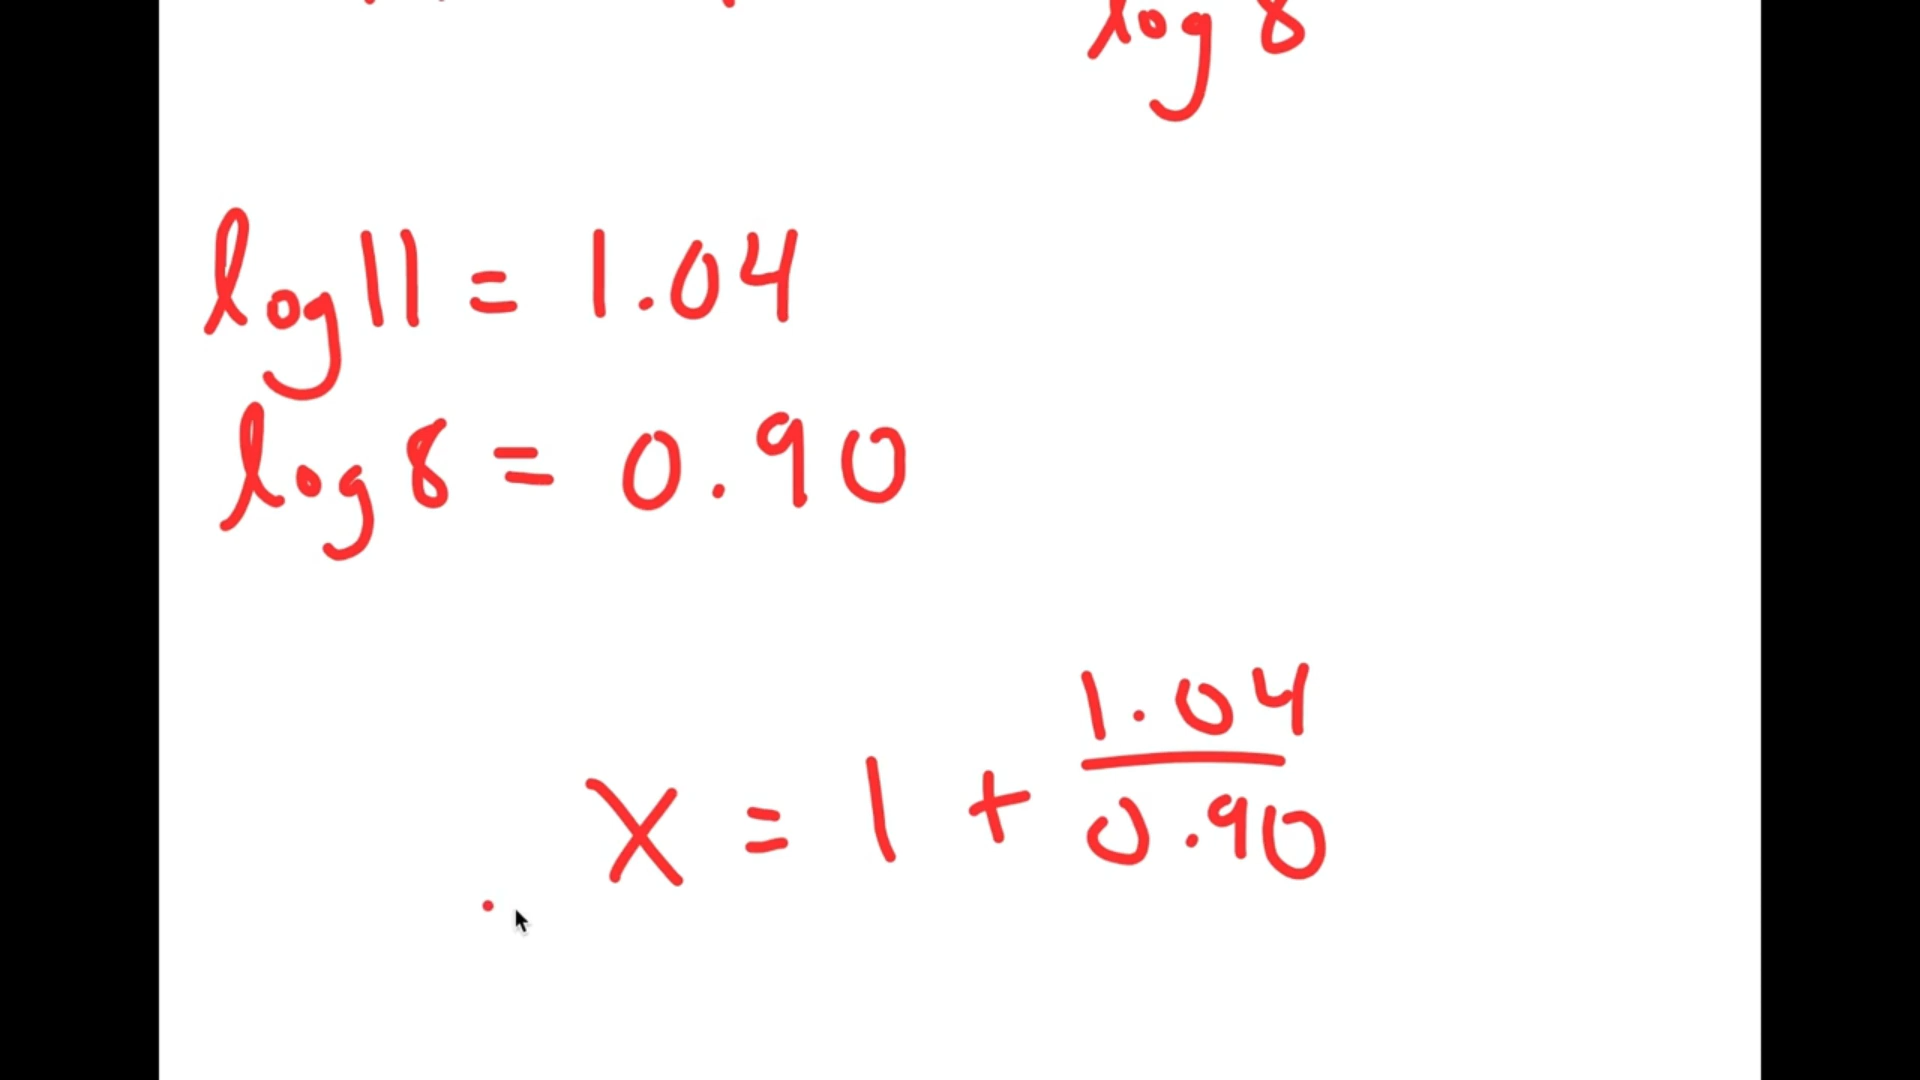 log 8
log 11 = 1.04
log 8 = 0.90
x = 1 + 1.04/0.90